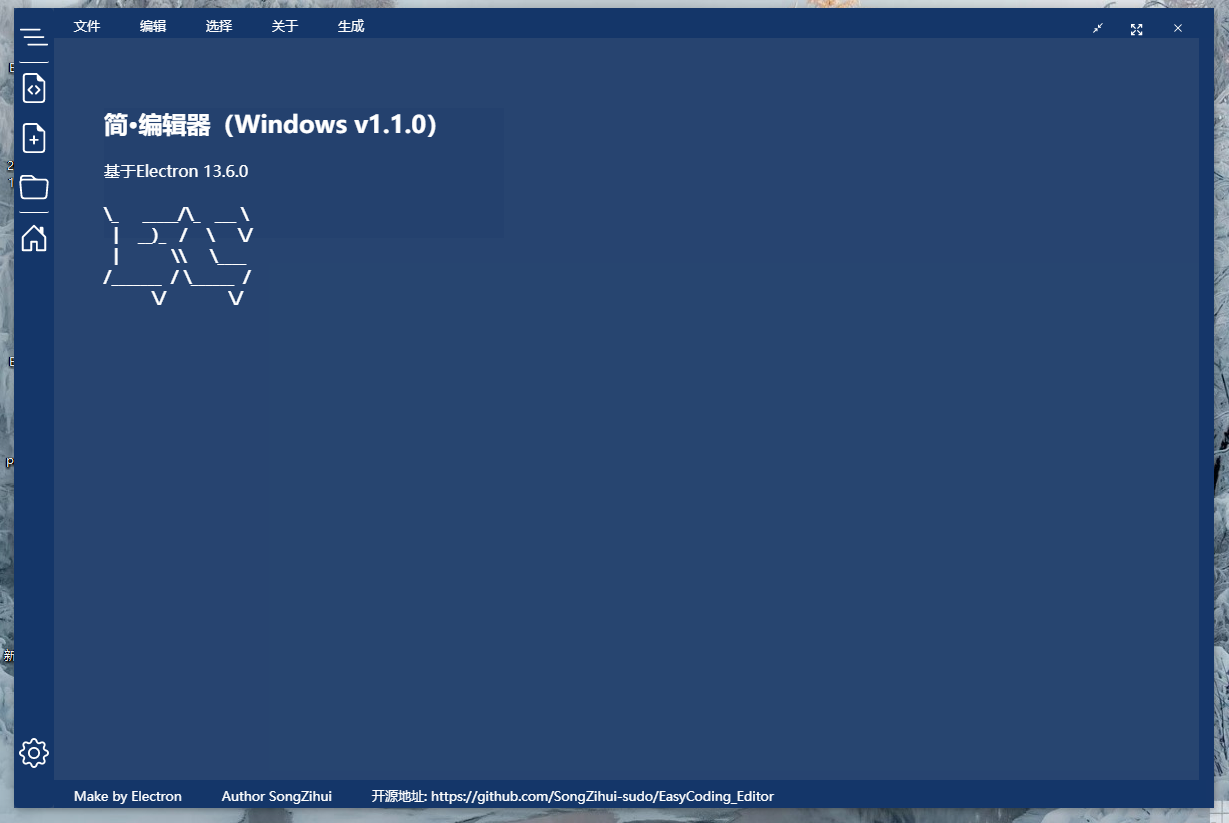 文件 编辑 选择 关于 生成
简•编辑器（Windows v1.1.0）
基于Electron 13.6.0
\_ ____/\_ __ \
| _)_ / \ \/
| \\ \___
/______ / \_____ /
\/ \/
Make by Electron Author SongZihui 开源地址: https://github.com/SongZihui-sudo/EasyCoding_Editor